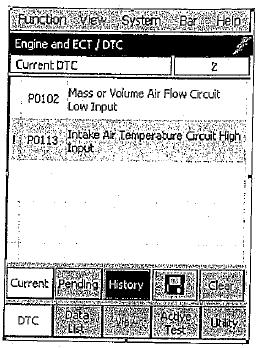 Function View System Bar Help
Engine and ECT / DTC
Current DTC 2
P0102 Mass or Volume Air Flow Circuit
Low Input
P0113 Intake Air Temperature Circuit High
Input
Current Pending History Clear
DTC Data List Active Test Utility